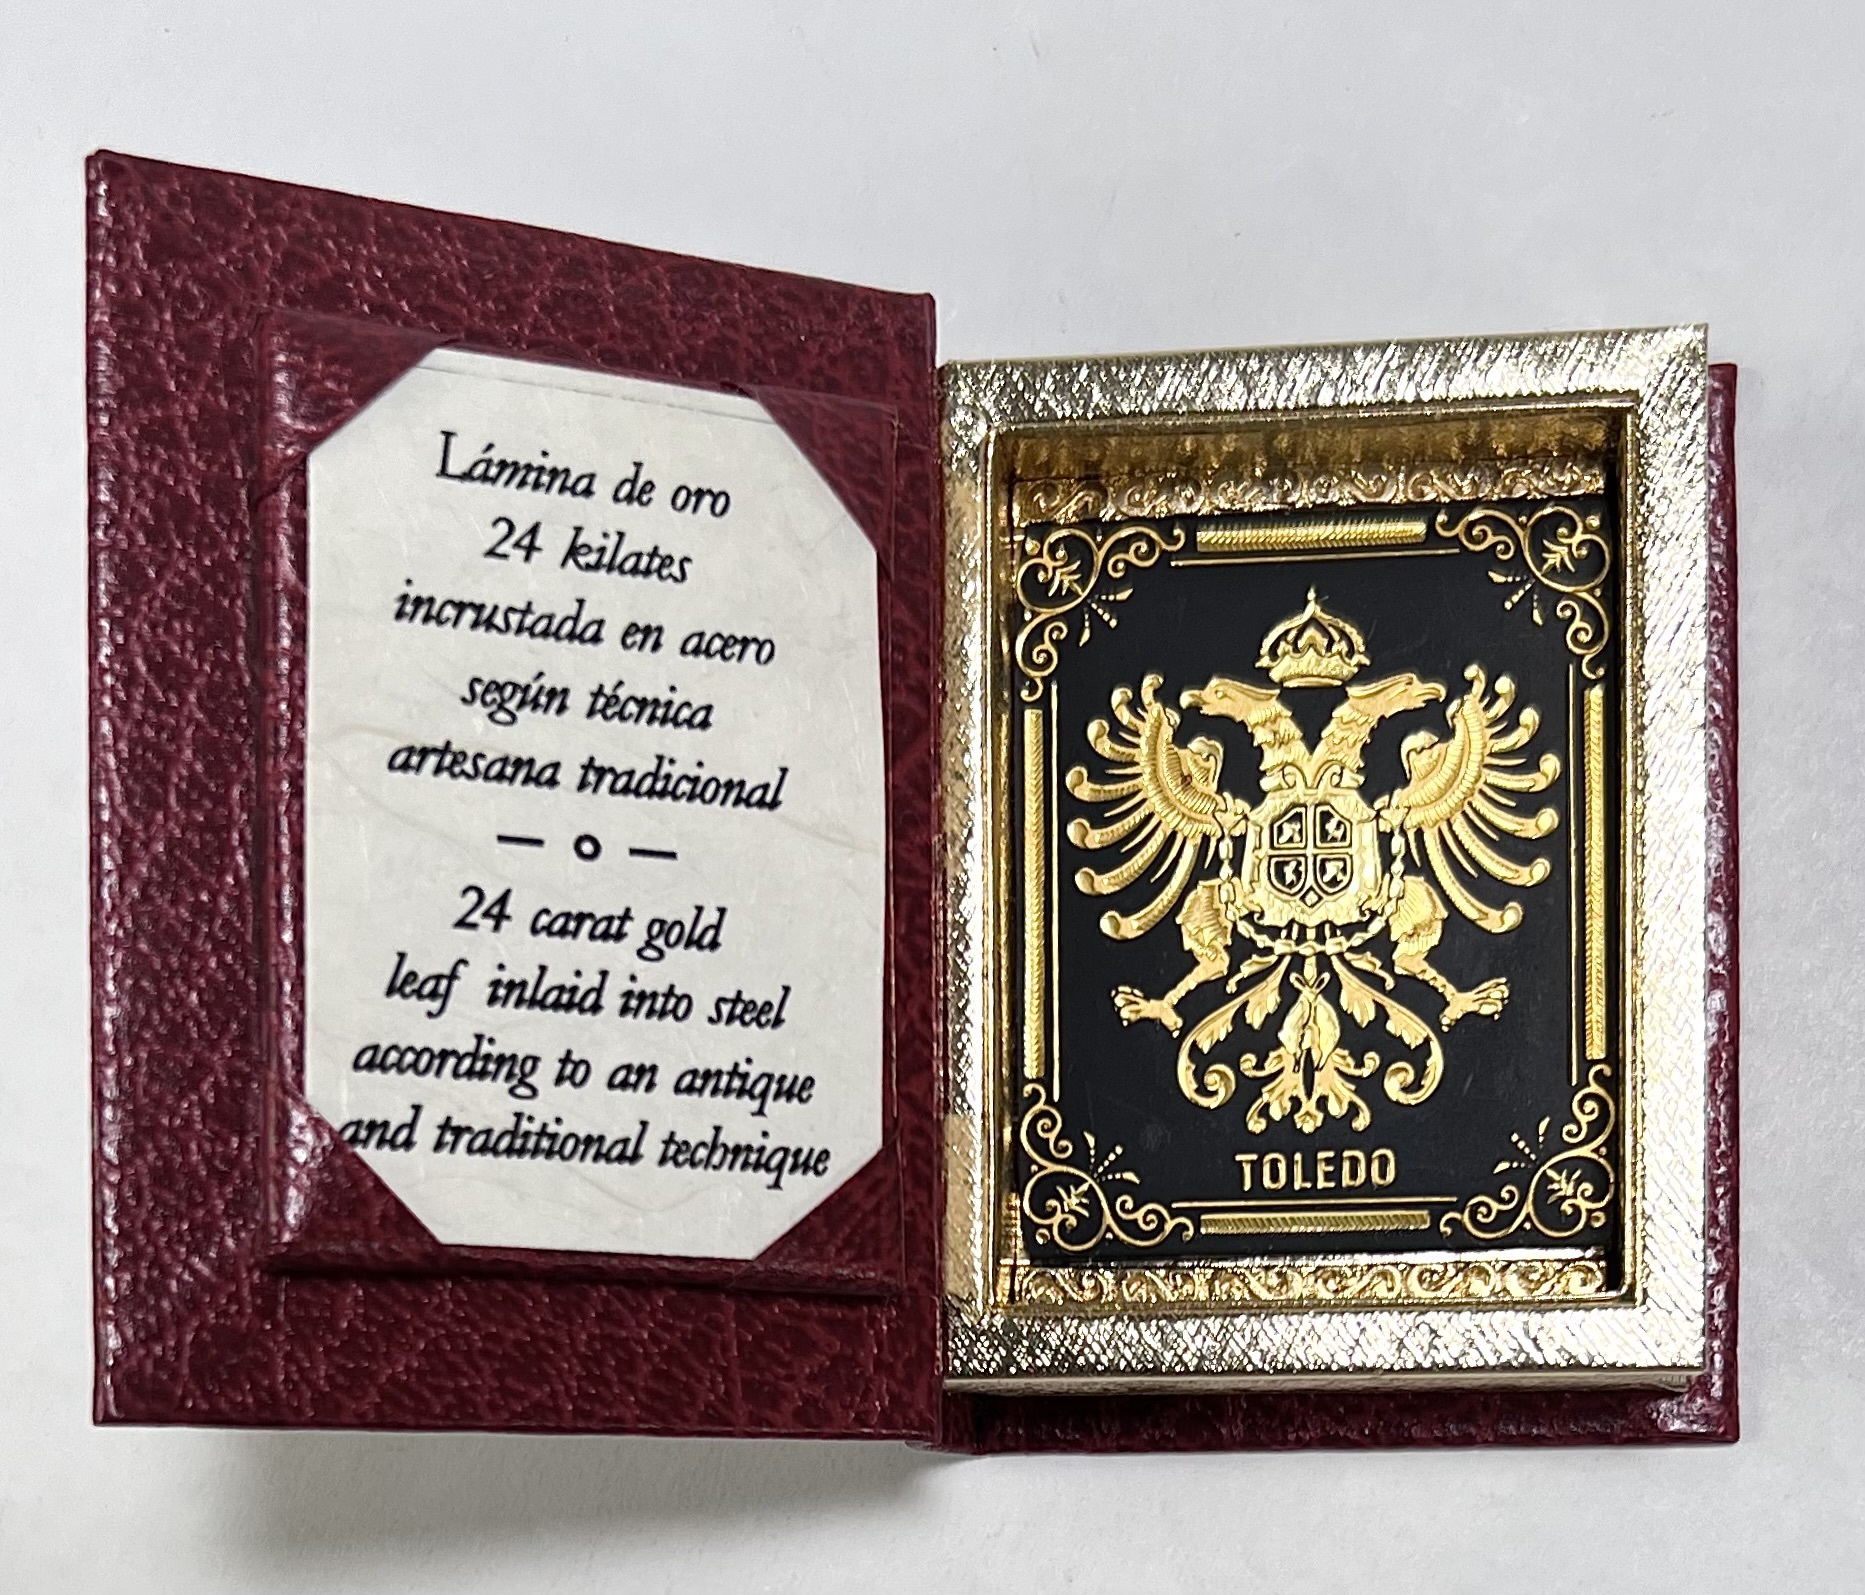 Lámina de oro
24 kilates
incrustada en acero
según técnica
artesana tradicional
— o —
24 carat gold
leaf inlaid into steel
according to an antique
and traditional technique
TOLEDO